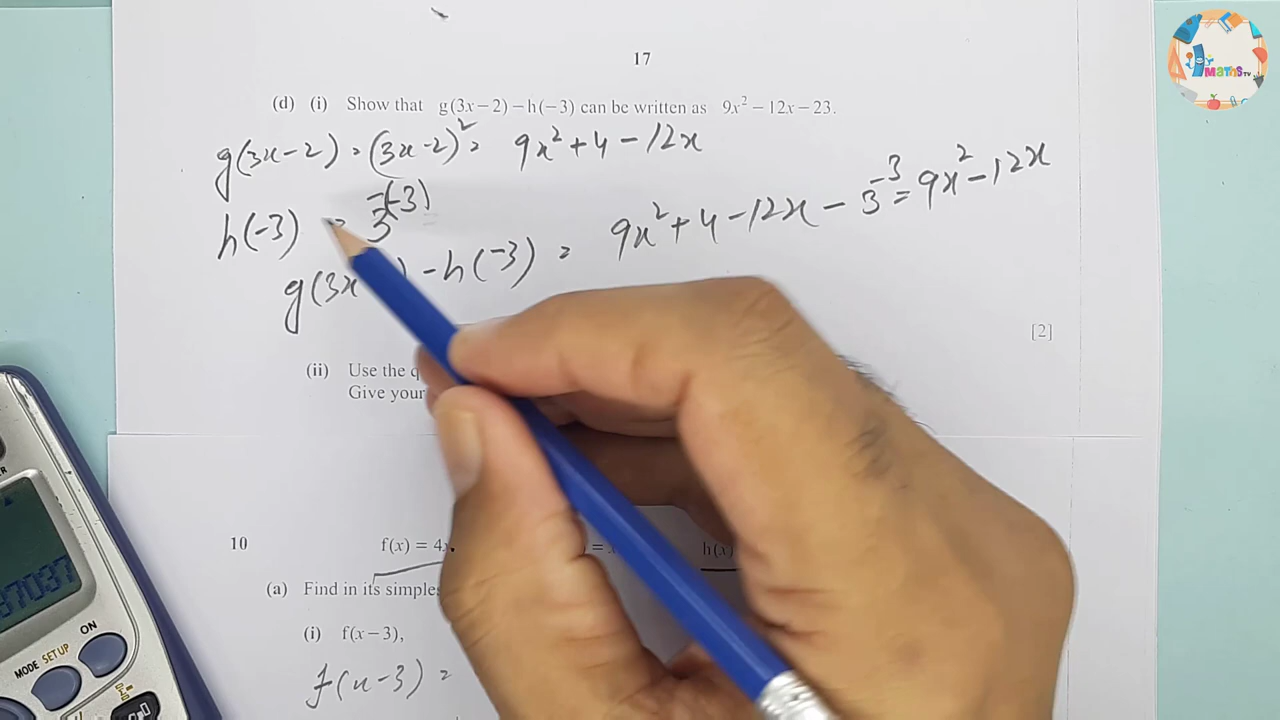 17
(d) (i) Show that g(3x−2)−h(−3) can be written as 9x²−12x−23.
g(3x−2) = (3x−2)² = 9x²+4−12x
h(−3) = 3^−(−3)
g(3x −h(−3) = 9x²+4−12x − 3^−3 = 9x²−12x
[2]
(ii) Use the
Give your
10 f(x) = 4x h(x)
(a) Find in its
(i) f(x−3),
f(x−3) =
37037
ON
MODE SETUP
MATHS TV